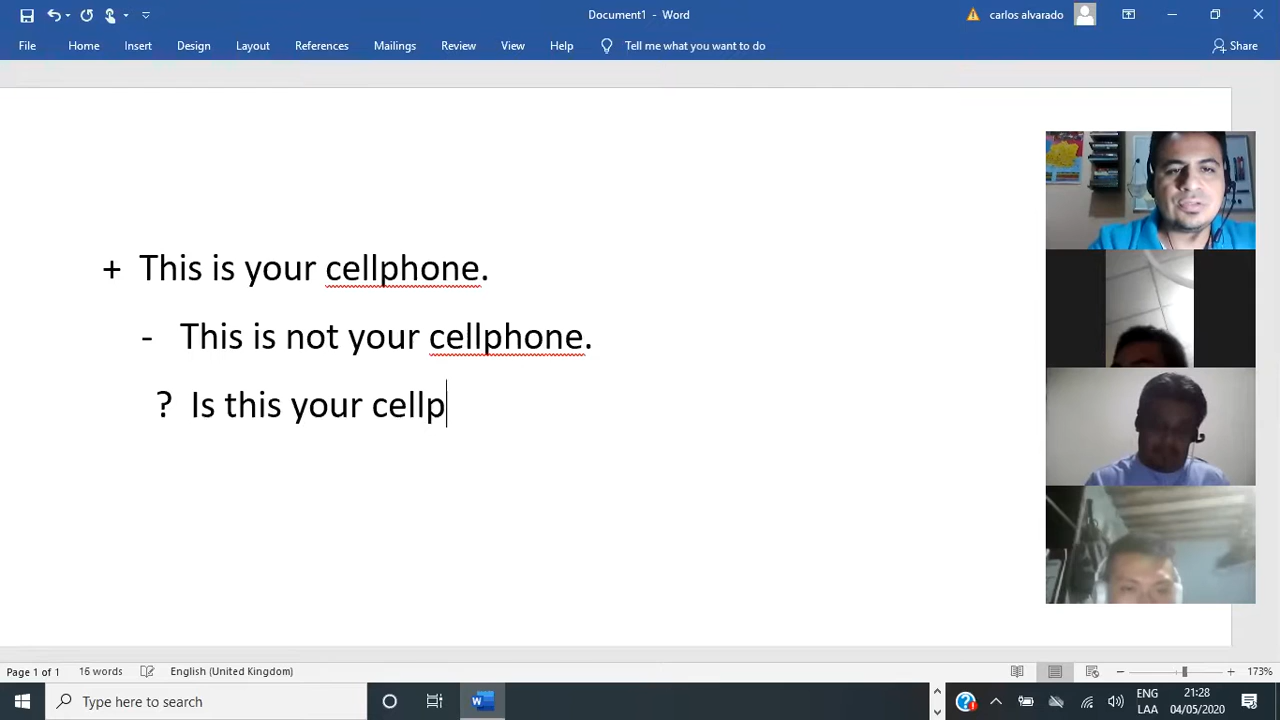 Document1 - Word
carlos alvarado
File Home Insert Design Layout References Mailings Review View Help Tell me what you want to do Share
+ This is your cellphone.
- This is not your cellphone.
? Is this your cellp
Page 1 of 1 16 words English (United Kingdom) 173%
Type here to search
ENG 21:28
LAA 04/05/2020